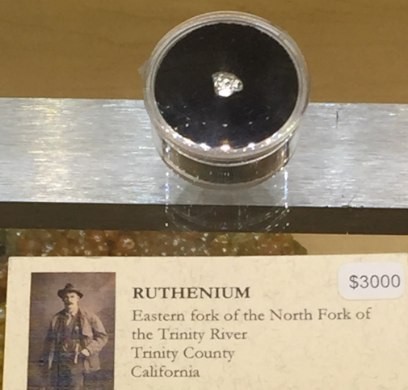 $3000
RUTHENIUM
Eastern fork of the North Fork of
the Trinity River
Trinity County
California